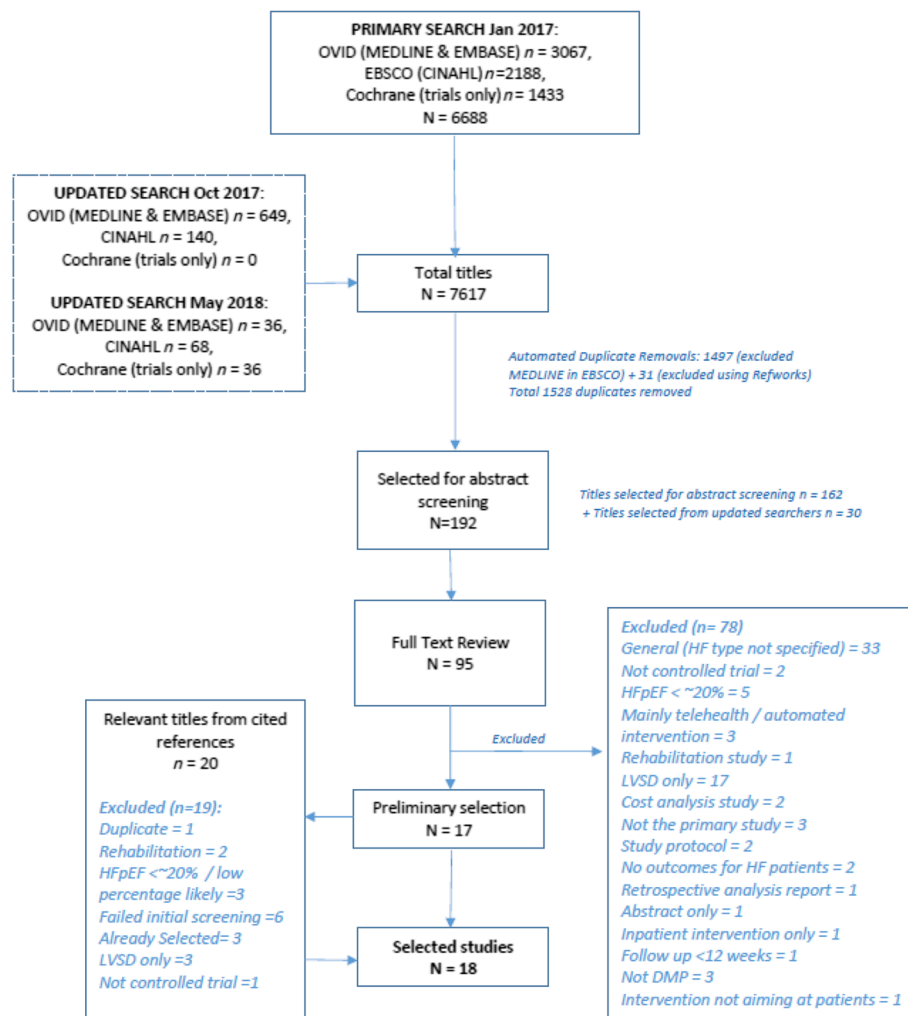 PRIMARY SEARCH Jan 2017:
OVID (MEDLINE & EMBASE) n = 3067,
EBSCO (CINAHL) n=2188,
Cochrane (trials only) n= 1433
N = 6688
UPDATED SEARCH Oct 2017:
OVID (MEDLINE & EMBASE) n = 649,
CINAHL n = 140,
Cochrane (trials only) n = 0
UPDATED SEARCH May 2018:
OVID (MEDLINE & EMBASE) n = 36,
CINAHL n = 68,
Cochrane (trials only) n = 36
Total titles
N = 7617
Automated Duplicate Removals: 1497 (excluded
MEDLINE in EBSCO) + 31 (excluded using Refworks)
Total 1528 duplicates removed
Selected for abstract
screening
N=192
Titles selected for abstract screening n = 162
+ Titles selected from updated searchers n = 30
Full Text Review
N = 95
Excluded
Excluded (n= 78)
General (HF type not specified) = 33
Not controlled trial = 2
HFpEF < ~20% = 5
Mainly telehealth / automated
intervention = 3
Rehabilitation study = 1
LVSD only = 17
Cost analysis study = 2
Not the primary study = 3
Study protocol = 2
No outcomes for HF patients = 2
Retrospective analysis report = 1
Abstract only = 1
Inpatient intervention only = 1
Follow up <12 weeks = 1
Not DMP = 3
Intervention not aiming at patients = 1
Relevant titles from cited
references
n = 20
Excluded (n=19):
Duplicate = 1
Rehabilitation = 2
HFpEF <~20% / low
percentage likely =3
Failed initial screening =6
Already Selected= 3
LVSD only =3
Not controlled trial =1
Preliminary selection
N = 17
Selected studies
N = 18